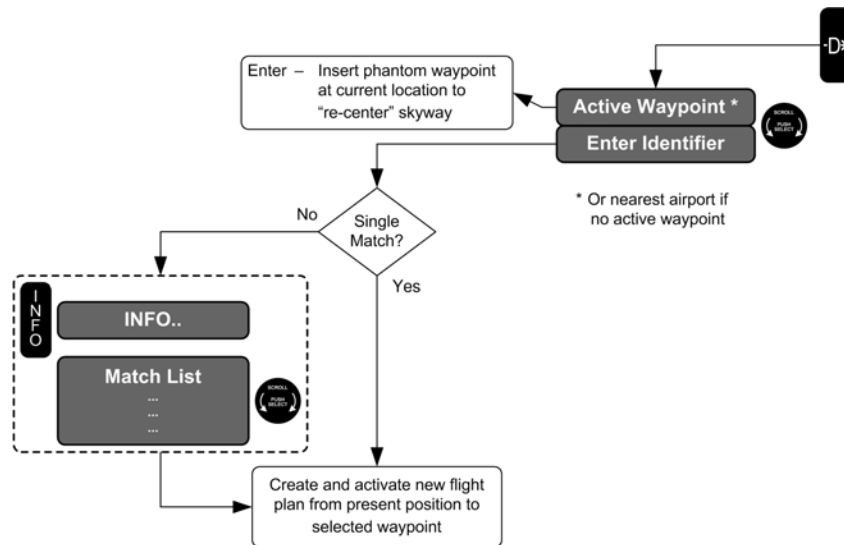 -D
Enter – Insert phantom waypoint
at current location to
“re-center” skyway
Active Waypoint *
Enter Identifier
SCROLL
PUSH
SELECT
* Or nearest airport if
no active waypoint
No
Single
Match?
Yes
INFO
INFO..
Match List
...
...
...
SCROLL
PUSH
SELECT
Create and activate new flight
plan from present position to
selected waypoint